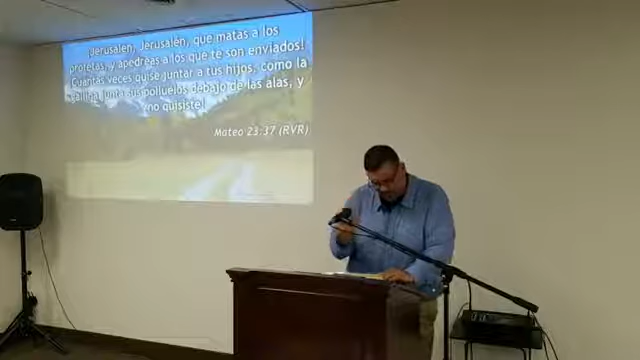 ¡Jerusalén, Jerusalén, que matas a los
profetas, y apedreas a los que te son enviados!
¡Cuántas veces quise juntar a tus hijos, como la
gallina junta sus polluelos debajo de las alas, y
no quisiste!
Mateo 23:37 (RVR)